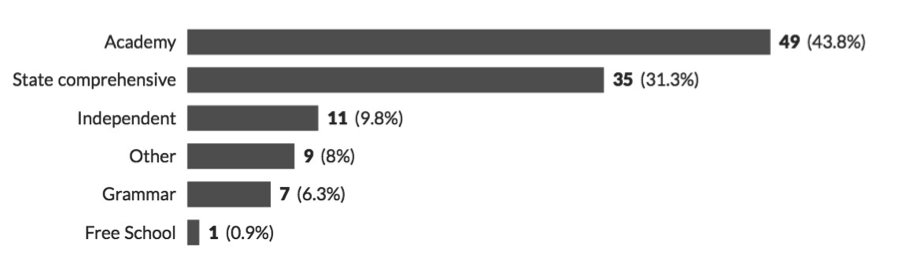 Academy 49 (43.8%)
State comprehensive 35 (31.3%)
Independent 11 (9.8%)
Other 9 (8%)
Grammar 7 (6.3%)
Free School 1 (0.9%)